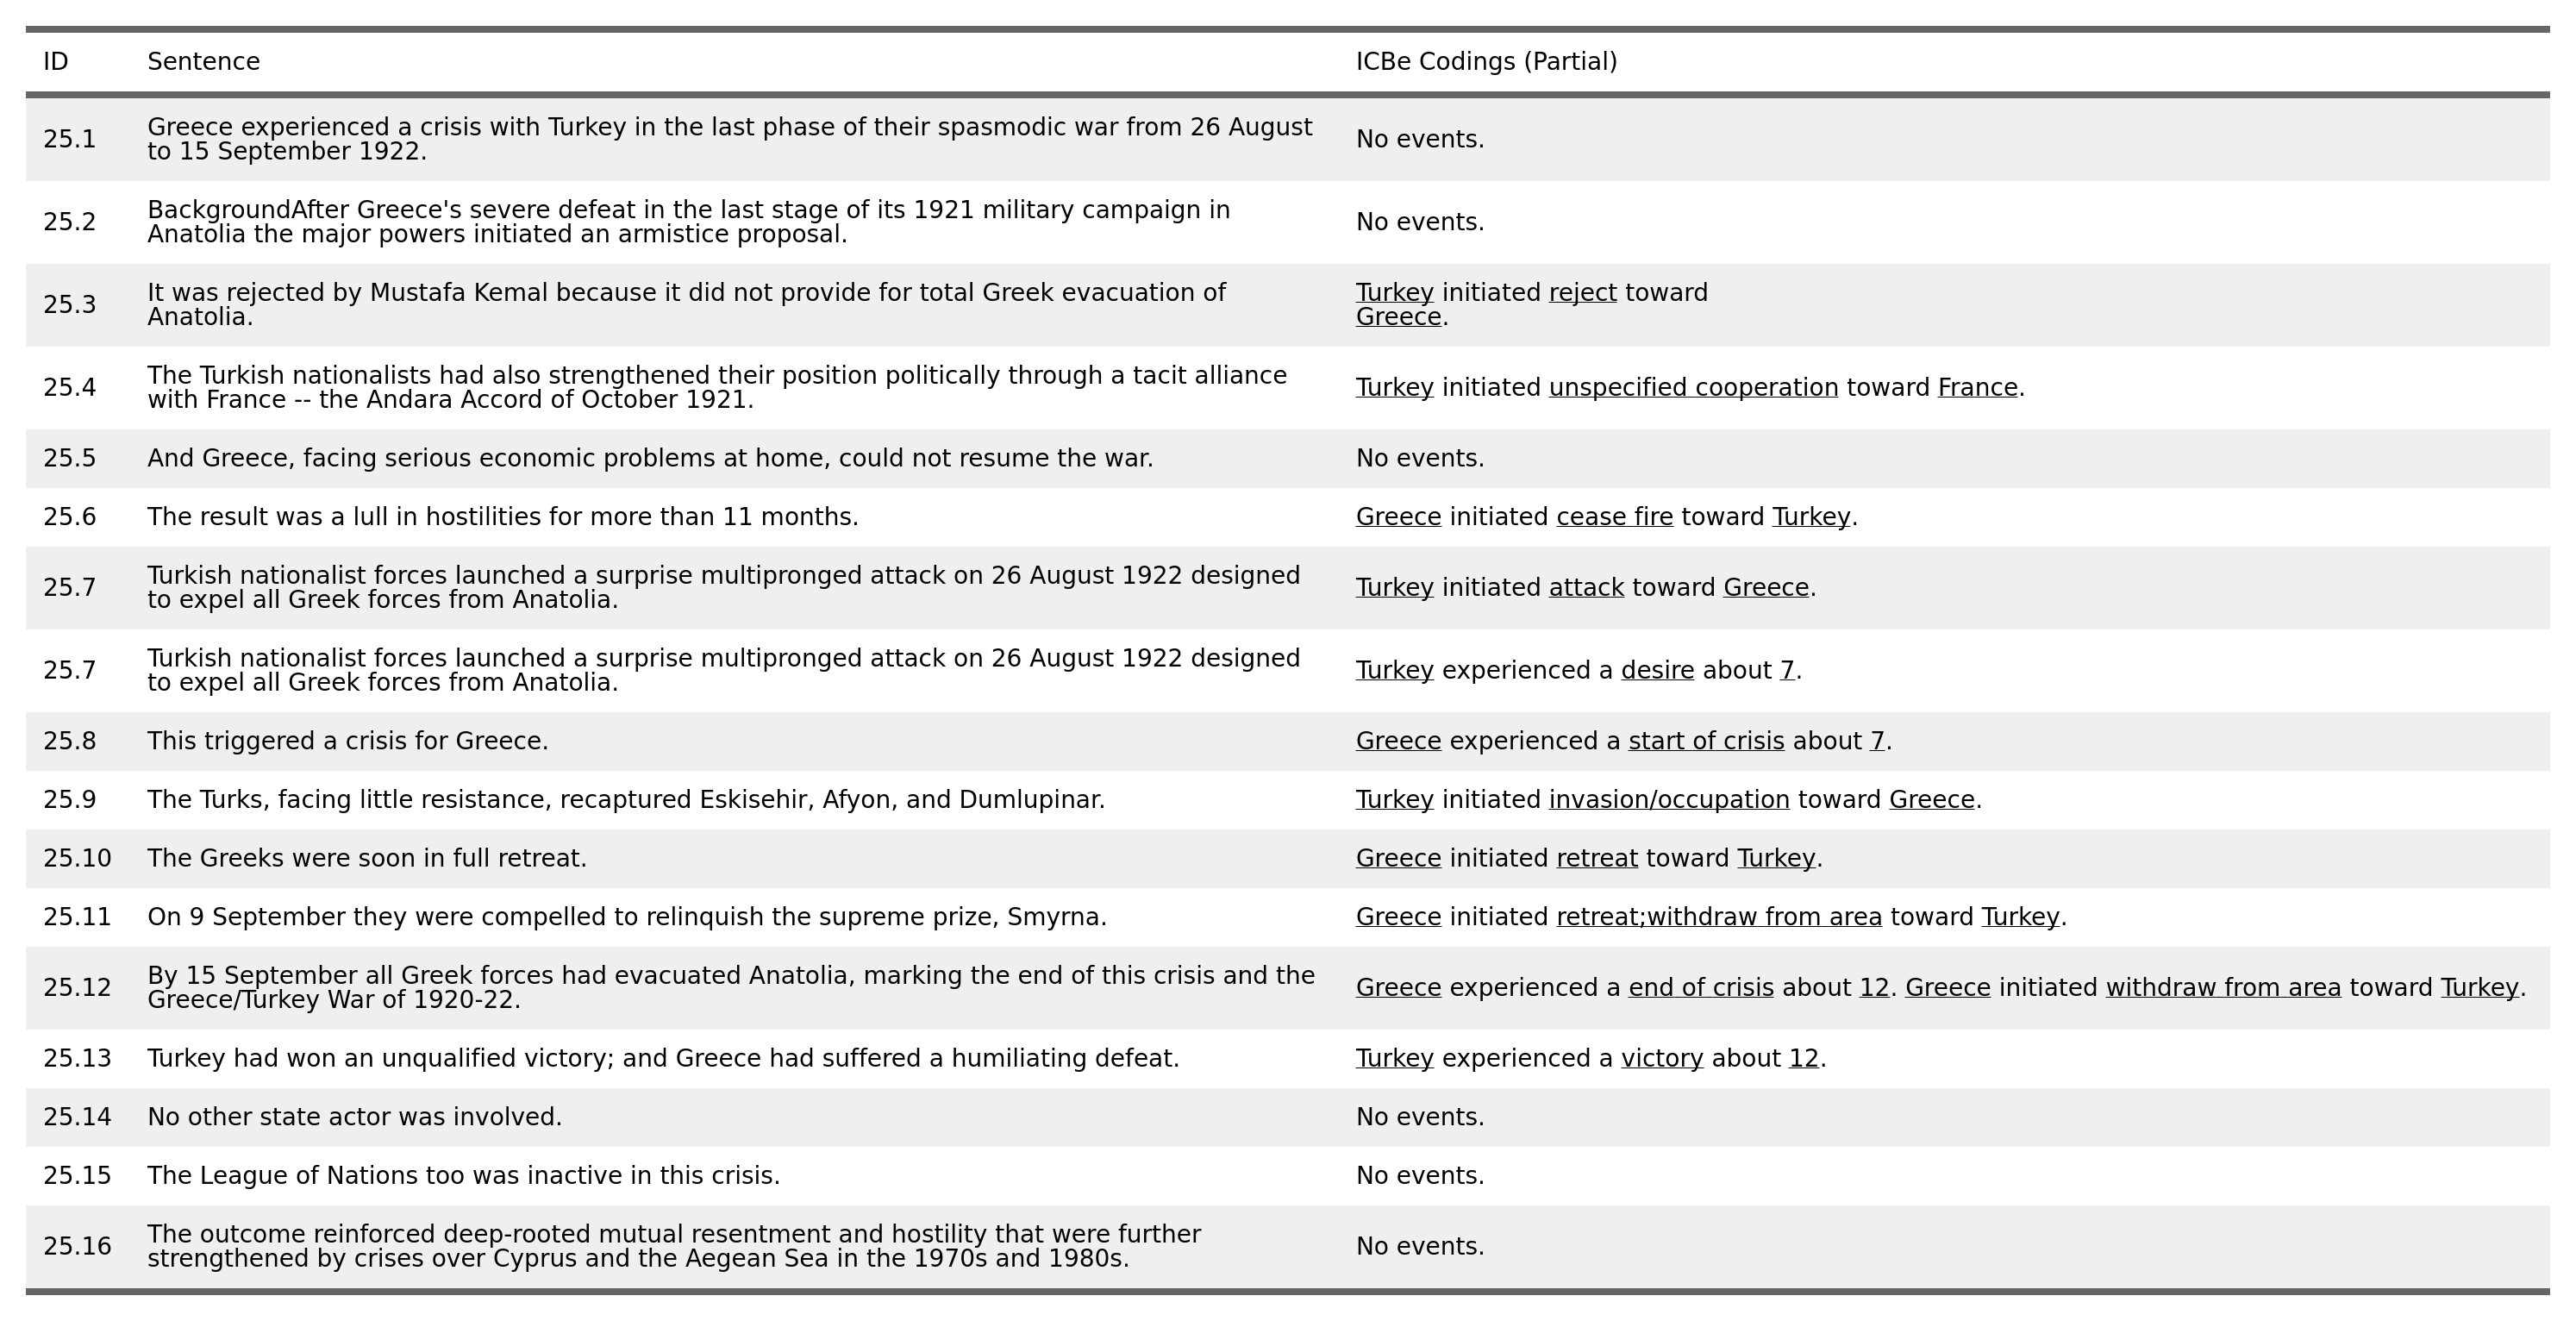 ID Sentence ICBe Codings (Partial)
25.1 Greece experienced a crisis with Turkey in the last phase of their spasmodic war from 26 August
to 15 September 1922. No events.
25.2 BackgroundAfter Greece's severe defeat in the last stage of its 1921 military campaign in
Anatolia the major powers initiated an armistice proposal. No events.
25.3 It was rejected by Mustafa Kemal because it did not provide for total Greek evacuation of
Anatolia. Turkey initiated reject toward
Greece.
25.4 The Turkish nationalists had also strengthened their position politically through a tacit alliance
with France -- the Andara Accord of October 1921. Turkey initiated unspecified cooperation toward France.
25.5 And Greece, facing serious economic problems at home, could not resume the war. No events.
25.6 The result was a lull in hostilities for more than 11 months. Greece initiated cease fire toward Turkey.
25.7 Turkish nationalist forces launched a surprise multipronged attack on 26 August 1922 designed
to expel all Greek forces from Anatolia. Turkey initiated attack toward Greece.
25.7 Turkish nationalist forces launched a surprise multipronged attack on 26 August 1922 designed
to expel all Greek forces from Anatolia. Turkey experienced a desire about 7.
25.8 This triggered a crisis for Greece. Greece experienced a start of crisis about 7.
25.9 The Turks, facing little resistance, recaptured Eskisehir, Afyon, and Dumlupinar. Turkey initiated invasion/occupation toward Greece.
25.10 The Greeks were soon in full retreat. Greece initiated retreat toward Turkey.
25.11 On 9 September they were compelled to relinquish the supreme prize, Smyrna. Greece initiated retreat;withdraw from area toward Turkey.
25.12 By 15 September all Greek forces had evacuated Anatolia, marking the end of this crisis and the
Greece/Turkey War of 1920-22. Greece experienced a end of crisis about 12. Greece initiated withdraw from area toward Turkey.
25.13 Turkey had won an unqualified victory; and Greece had suffered a humiliating defeat. Turkey experienced a victory about 12.
25.14 No other state actor was involved. No events.
25.15 The League of Nations too was inactive in this crisis. No events.
25.16 The outcome reinforced deep-rooted mutual resentment and hostility that were further
strengthened by crises over Cyprus and the Aegean Sea in the 1970s and 1980s. No events.